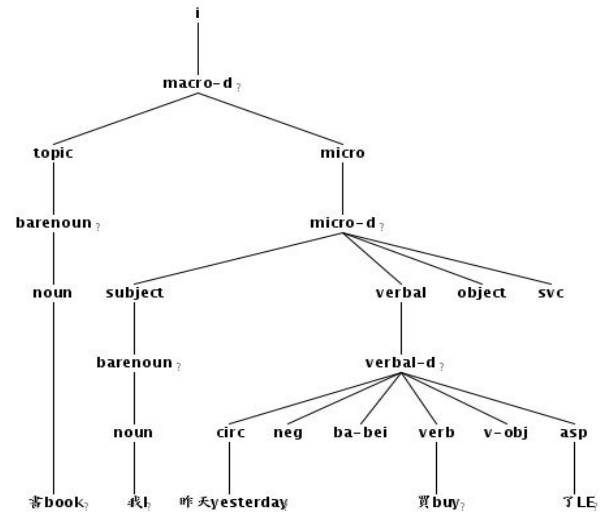 i
macro-d ?
topic micro
barenoun ? micro-d ?
noun subject verbal object svc
barenoun ? verbal-d ?
noun circ neg ba-bei verb v-obj asp
書book? 我I? 昨天yesterday? 買buy? 了LE?